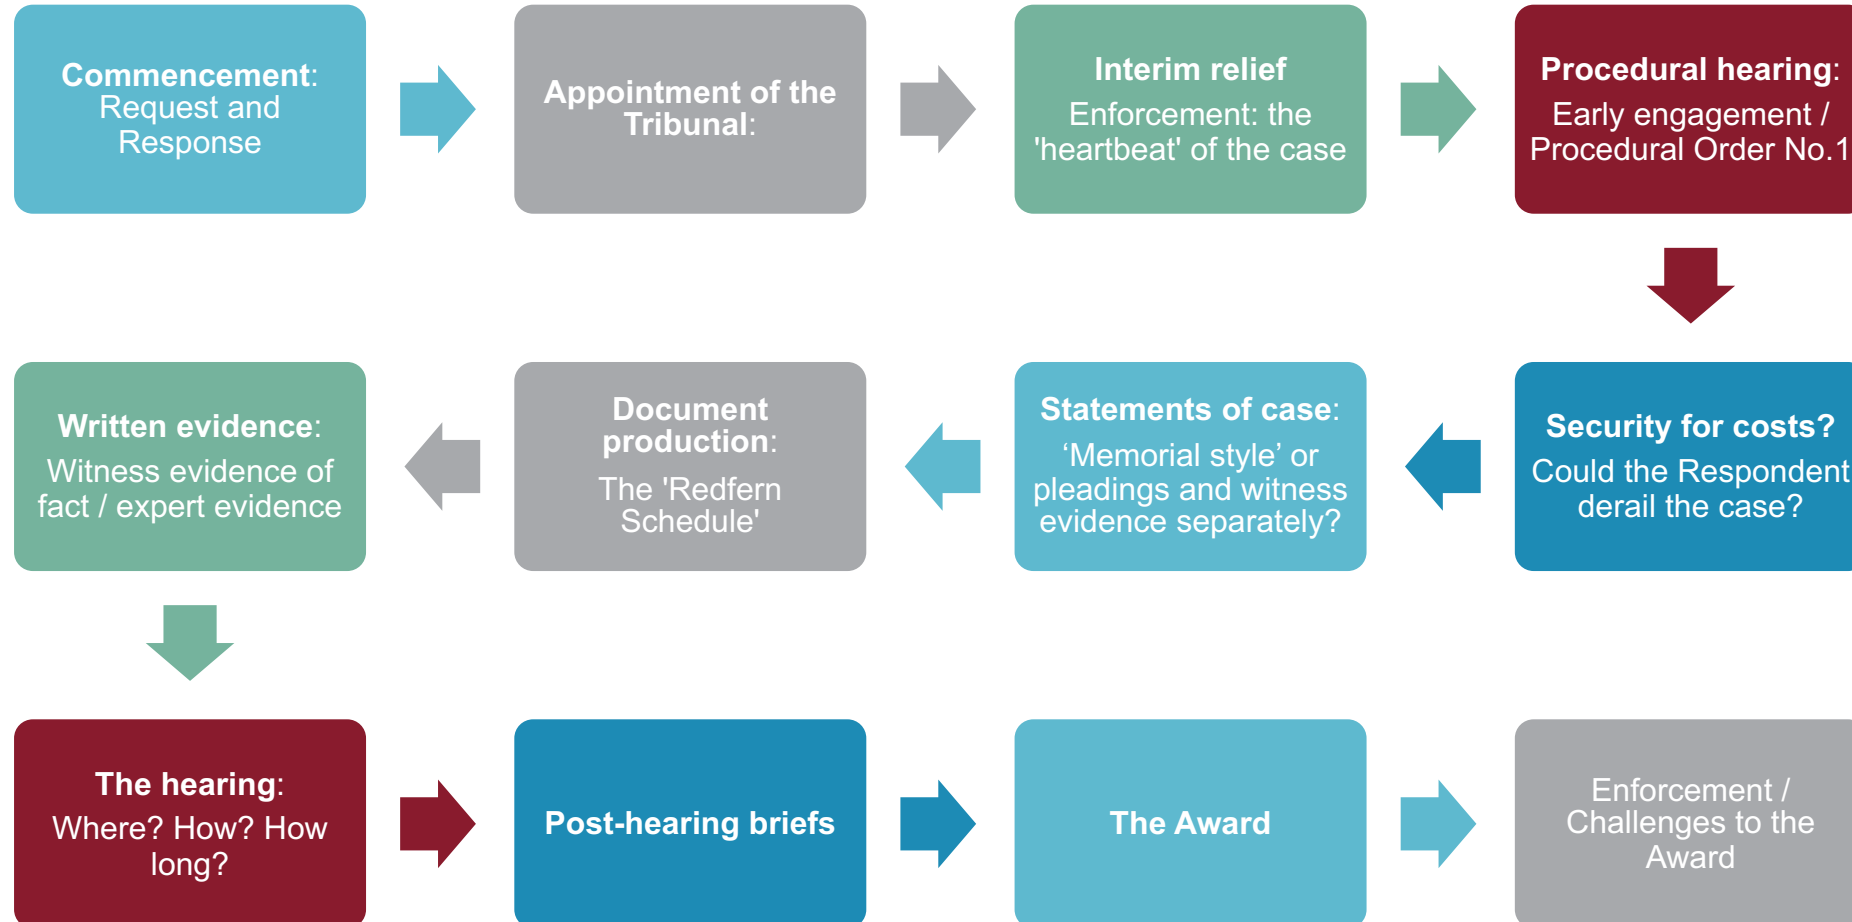 Commencement:
Request and
Response
Appointment of the
Tribunal:
Interim relief
Enforcement: the
'heartbeat' of the case
Procedural hearing:
Early engagement /
Procedural Order No.1
Security for costs?
Could the Respondent
derail the case?
Statements of case:
‘Memorial style’ or
pleadings and witness
evidence separately?
Document
production:
The 'Redfern
Schedule'
Written evidence:
Witness evidence of
fact / expert evidence
The hearing:
Where? How? How
long?
Post-hearing briefs
The Award
Enforcement /
Challenges to the
Award